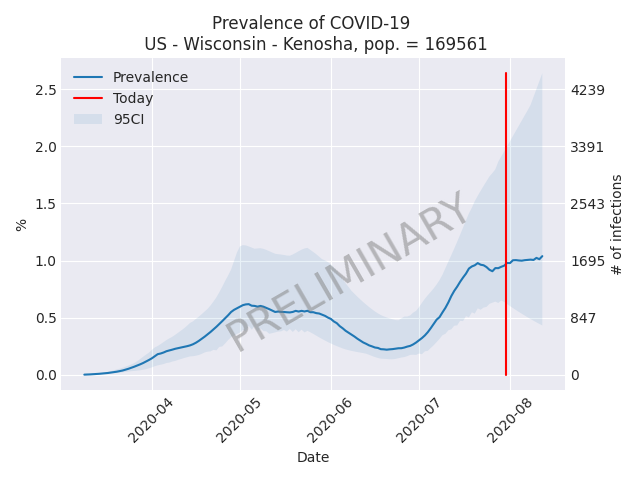 Prevalence of COVID-19
US - Wisconsin - Kenosha, pop. = 169561
Prevalence
Today
95CI
2.5
2.0
1.5
1.0
0.5
0.0
%
4239
3391
2543
1695
847
0
# of infections
PRELIMINARY
2020-04
2020-05
2020-06
2020-07
2020-08
Date